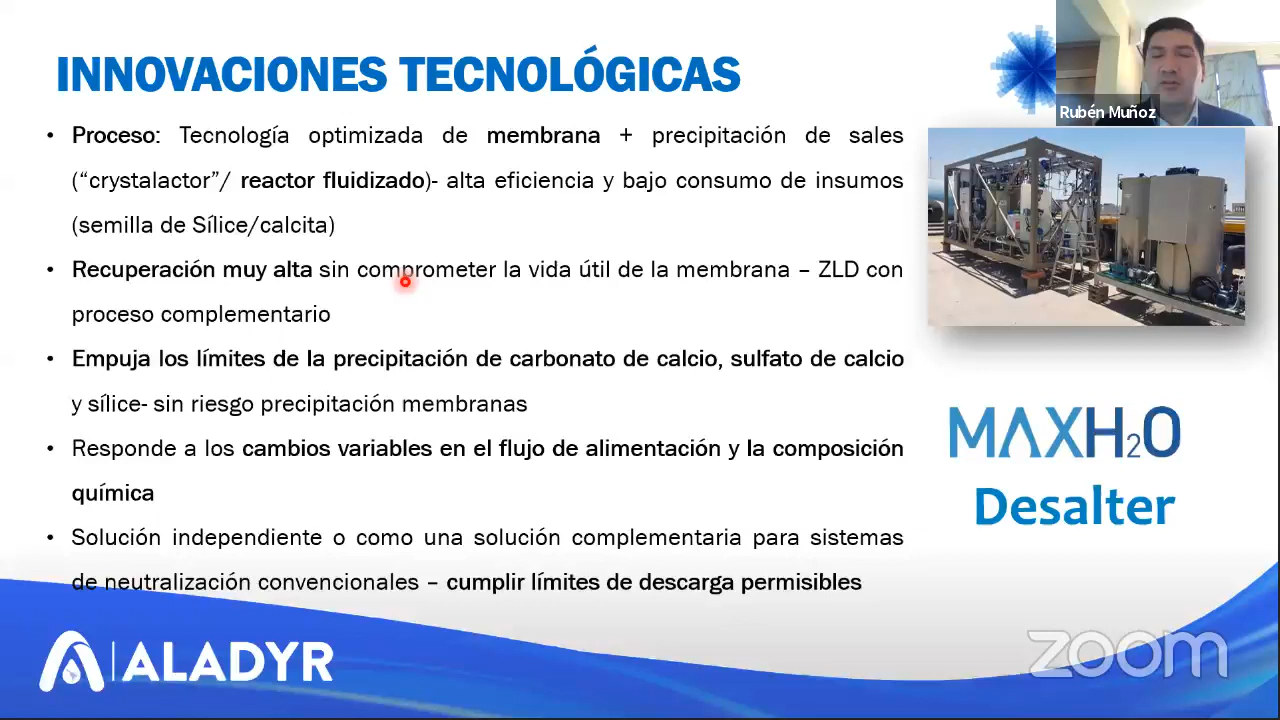 INNOVACIONES TECNOLÓGICAS
Rubén Muñoz
• Proceso: Tecnología optimizada de membrana + precipitación de sales
(“crystalactor”/ reactor fluidizado)- alta eficiencia y bajo consumo de insumos
(semilla de Sílice/calcita)
• Recuperación muy alta sin comprometer la vida útil de la membrana – ZLD con
proceso complementario
• Empuja los límites de la precipitación de carbonato de calcio, sulfato de calcio
y sílice- sin riesgo precipitación membranas
• Responde a los cambios variables en el flujo de alimentación y la composición
química
• Solución independiente o como una solución complementaria para sistemas
de neutralización convencionales – cumplir límites de descarga permisibles
MAXH₂O
Desalter
ALADYR
zoom